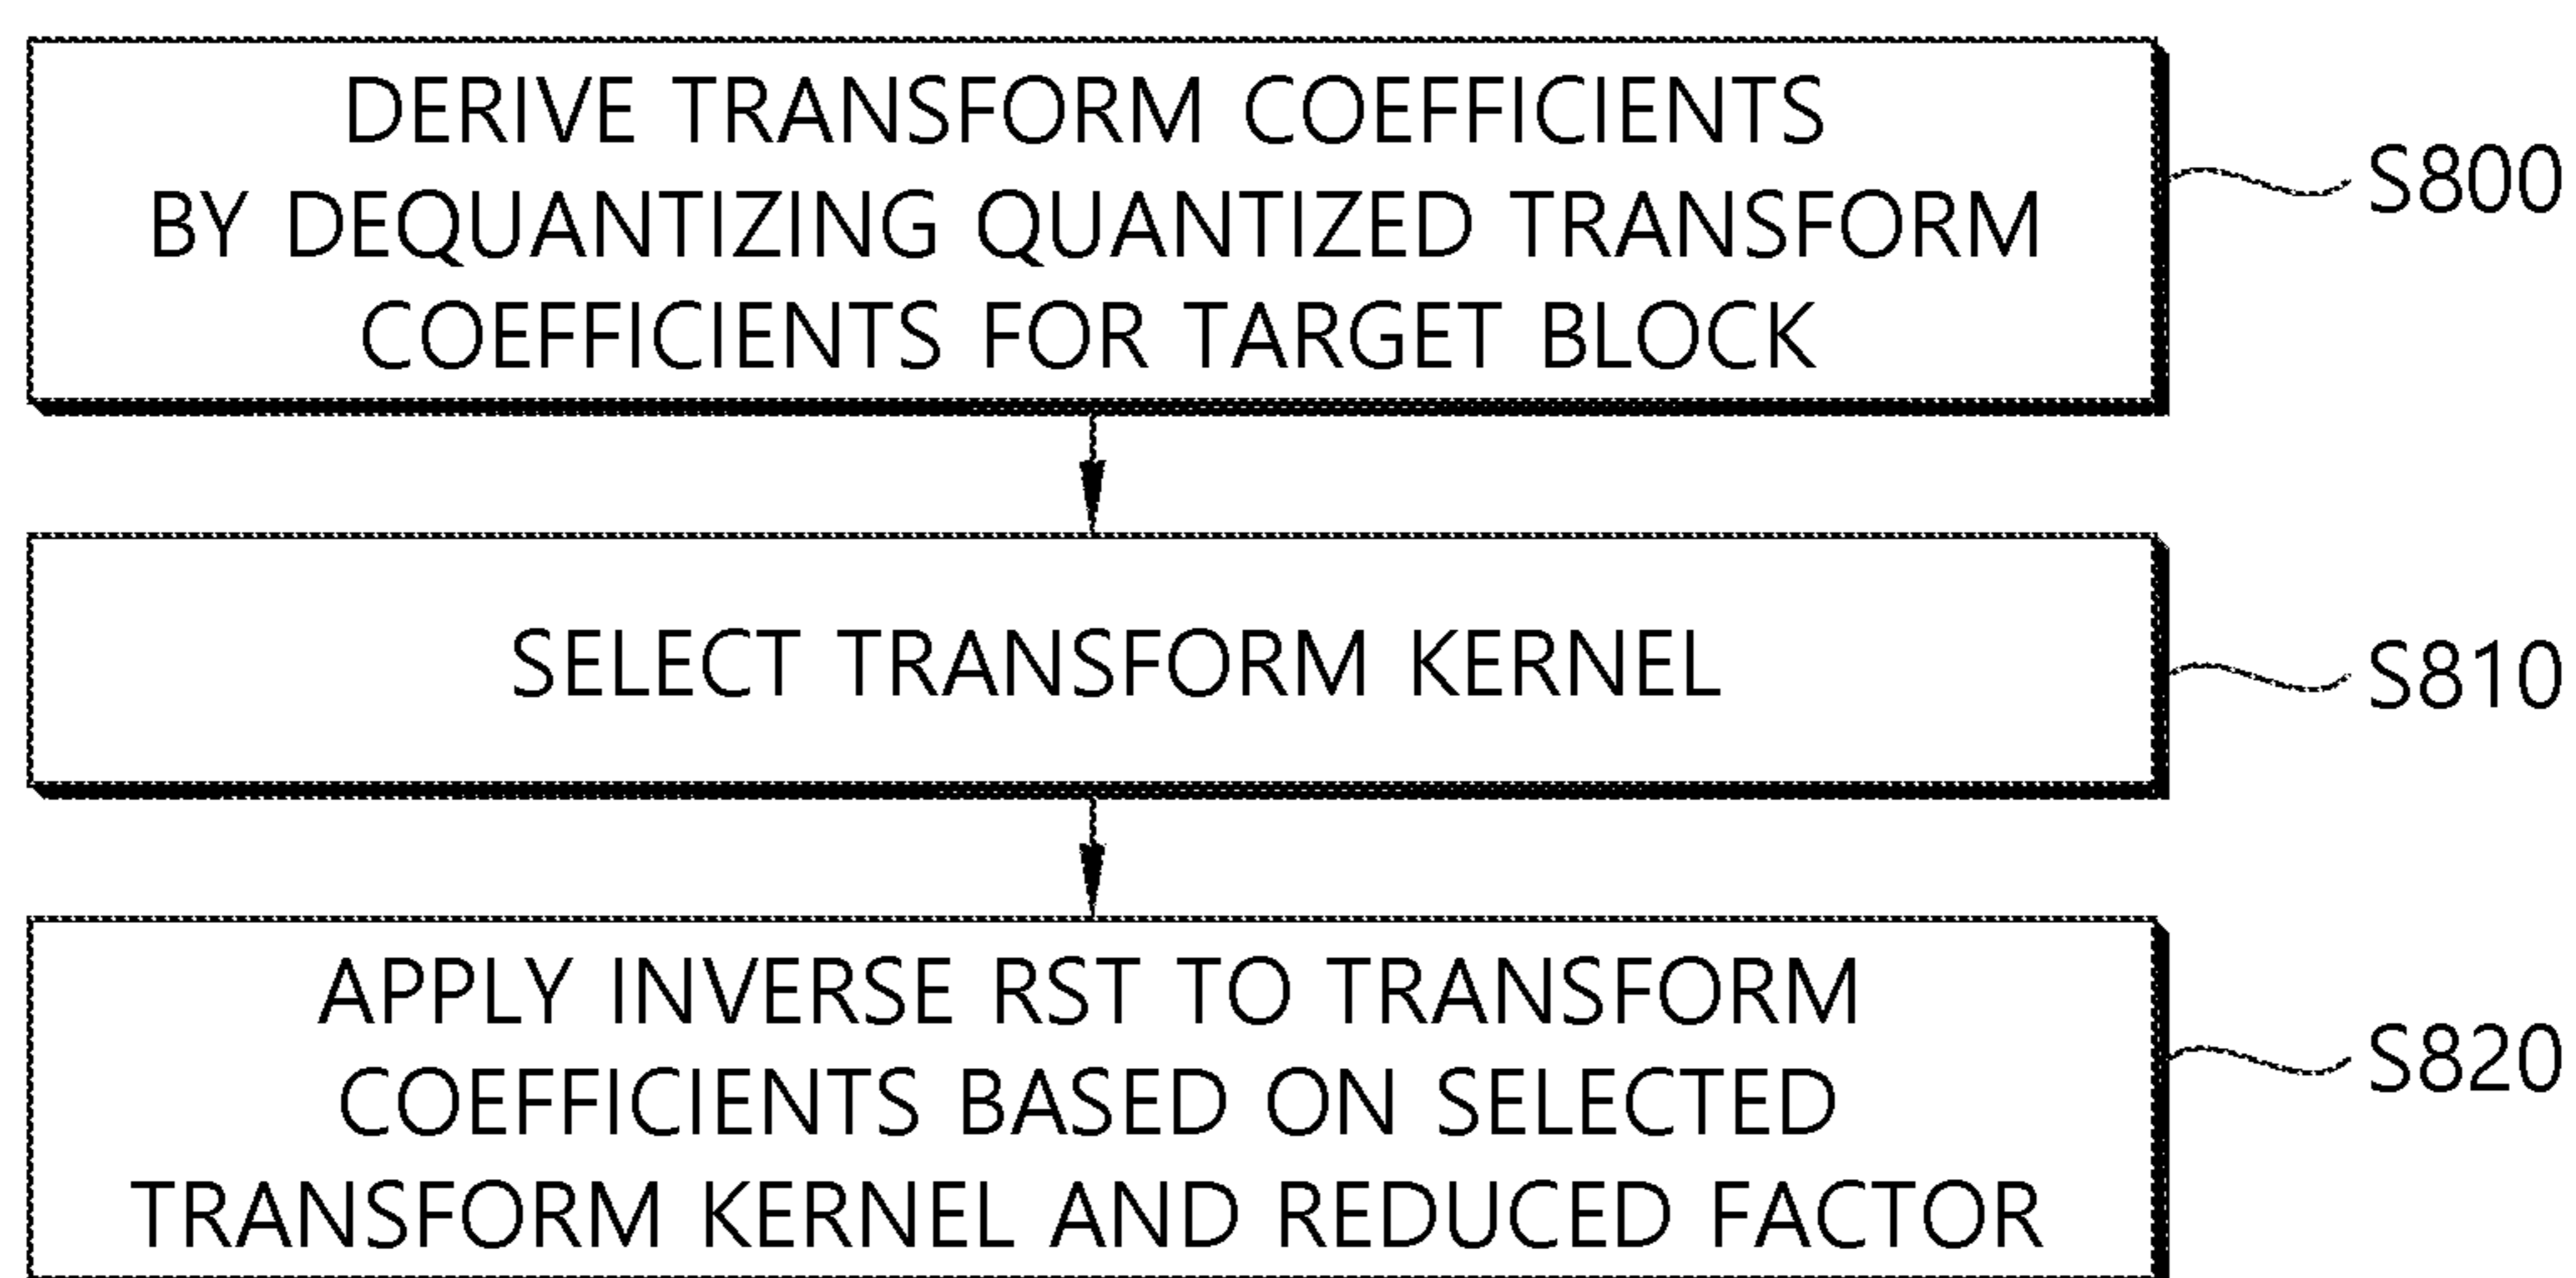 DERIVE TRANSFORM COEFFICIENTS
BY DEQUANTIZING QUANTIZED TRANSFORM
COEFFICIENTS FOR TARGET BLOCK
S800
SELECT TRANSFORM KERNEL
S810
APPLY INVERSE RST TO TRANSFORM
COEFFICIENTS BASED ON SELECTED
TRANSFORM KERNEL AND REDUCED FACTOR
S820